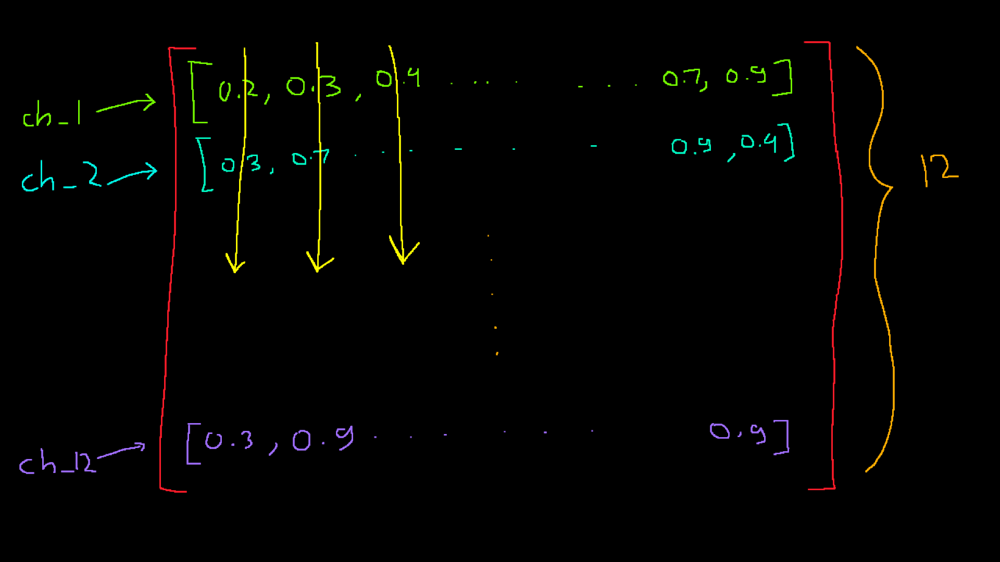 ch_1 [0.2, 0.3, 0.4 . . . . . . . 0.7, 0.9]
ch_2 [0.3, 0.7 . . . - . - 0.9, 0.4]
12
ch_12 [0.3, 0.9 . . . . . . 0.9]